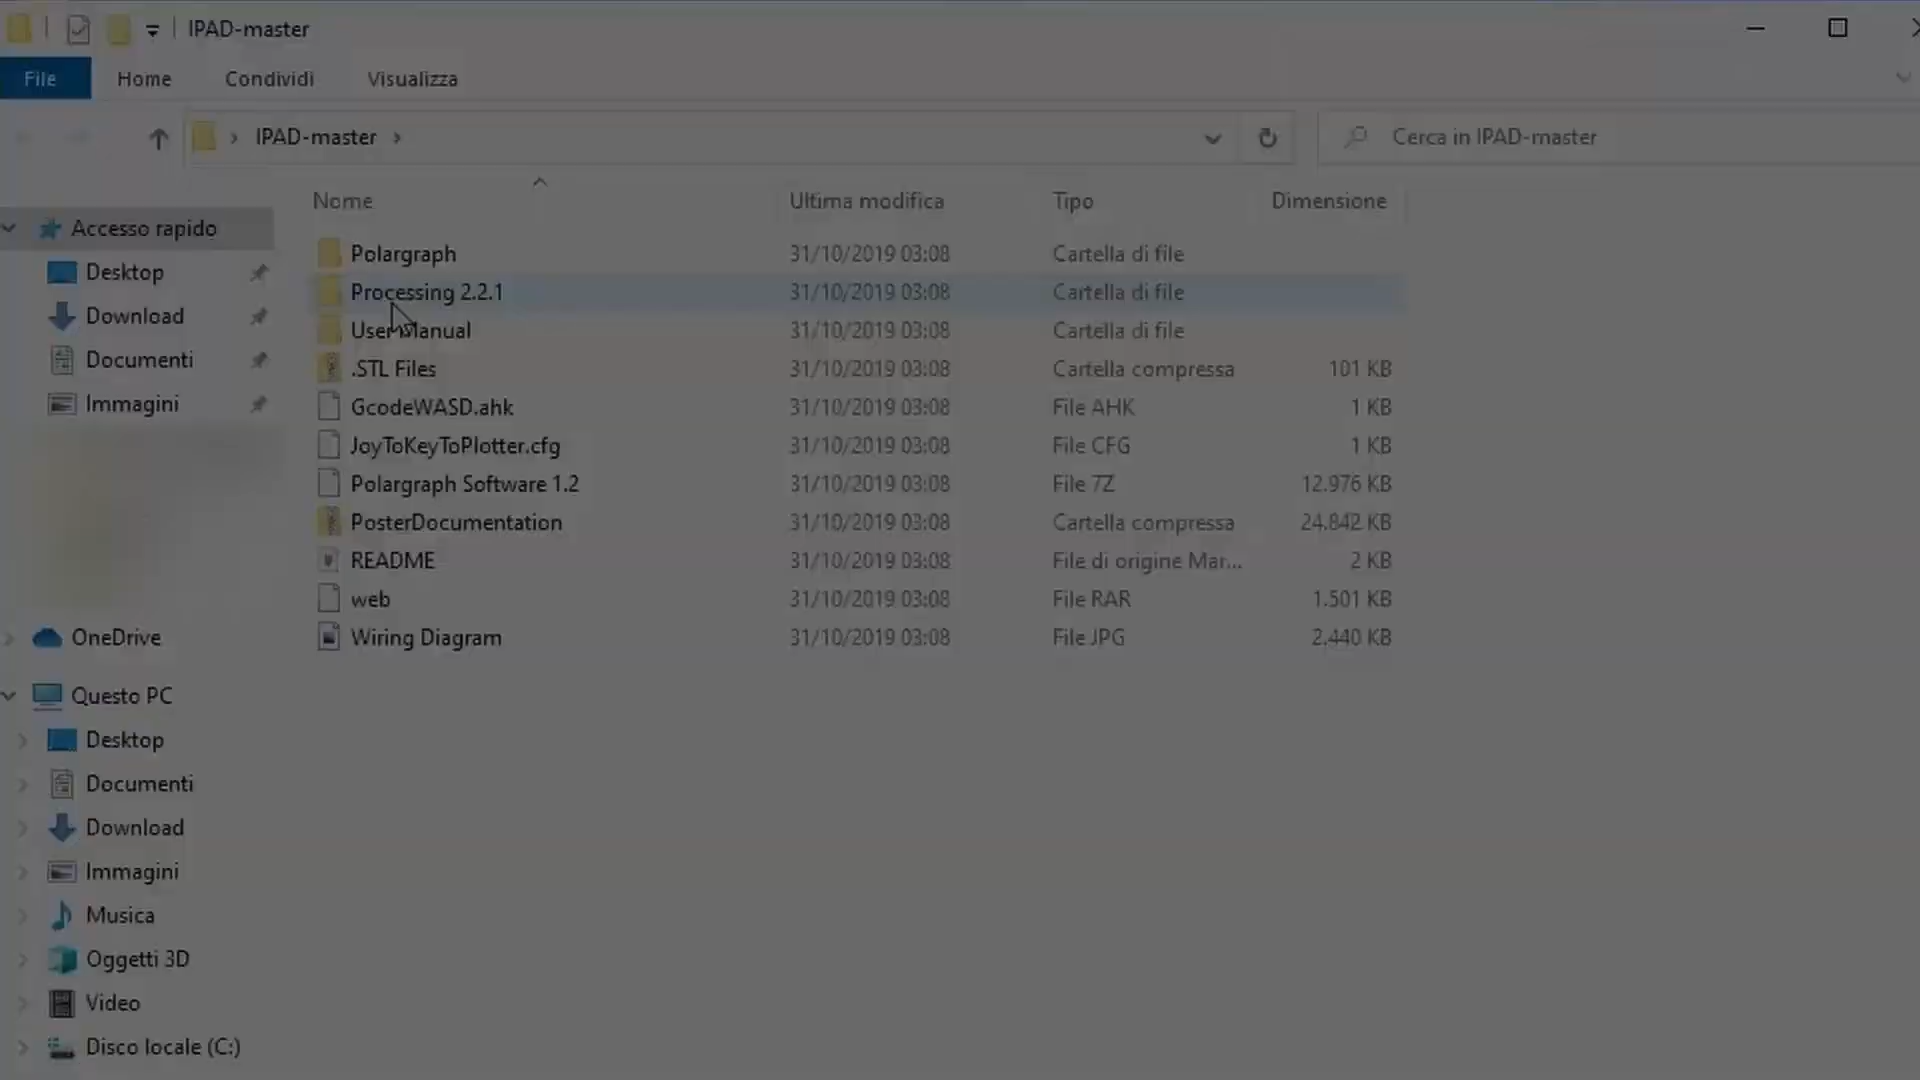 IPAD-master
File Home Condividi Visualizza
IPAD-master
Cerca in IPAD-master
Nome Ultima modifica Tipo Dimensione
Accesso rapido
Desktop
Download
Documenti
Immagini
OneDrive
Questo PC
Desktop
Documenti
Download
Immagini
Musica
Oggetti 3D
Video
Disco locale (C:)
Polargraph 31/10/2019 03:08 Cartella di file
Processing 2.2.1 31/10/2019 03:08 Cartella di file
User Manual 31/10/2019 03:08 Cartella di file
.STL Files 31/10/2019 03:08 Cartella compressa 101 KB
GcodeWASD.ahk 31/10/2019 03:08 File AHK 1 KB
JoyToKeyToPlotter.cfg 31/10/2019 03:08 File CFG 1 KB
Polargraph Software 1.2 31/10/2019 03:08 File 7Z 12.976 KB
PosterDocumentation 31/10/2019 03:08 Cartella compressa 24.842 KB
README 31/10/2019 03:08 File di origine Mar... 2 KB
web 31/10/2019 03:08 File RAR 1.501 KB
Wiring Diagram 31/10/2019 03:08 File JPG 2.440 KB